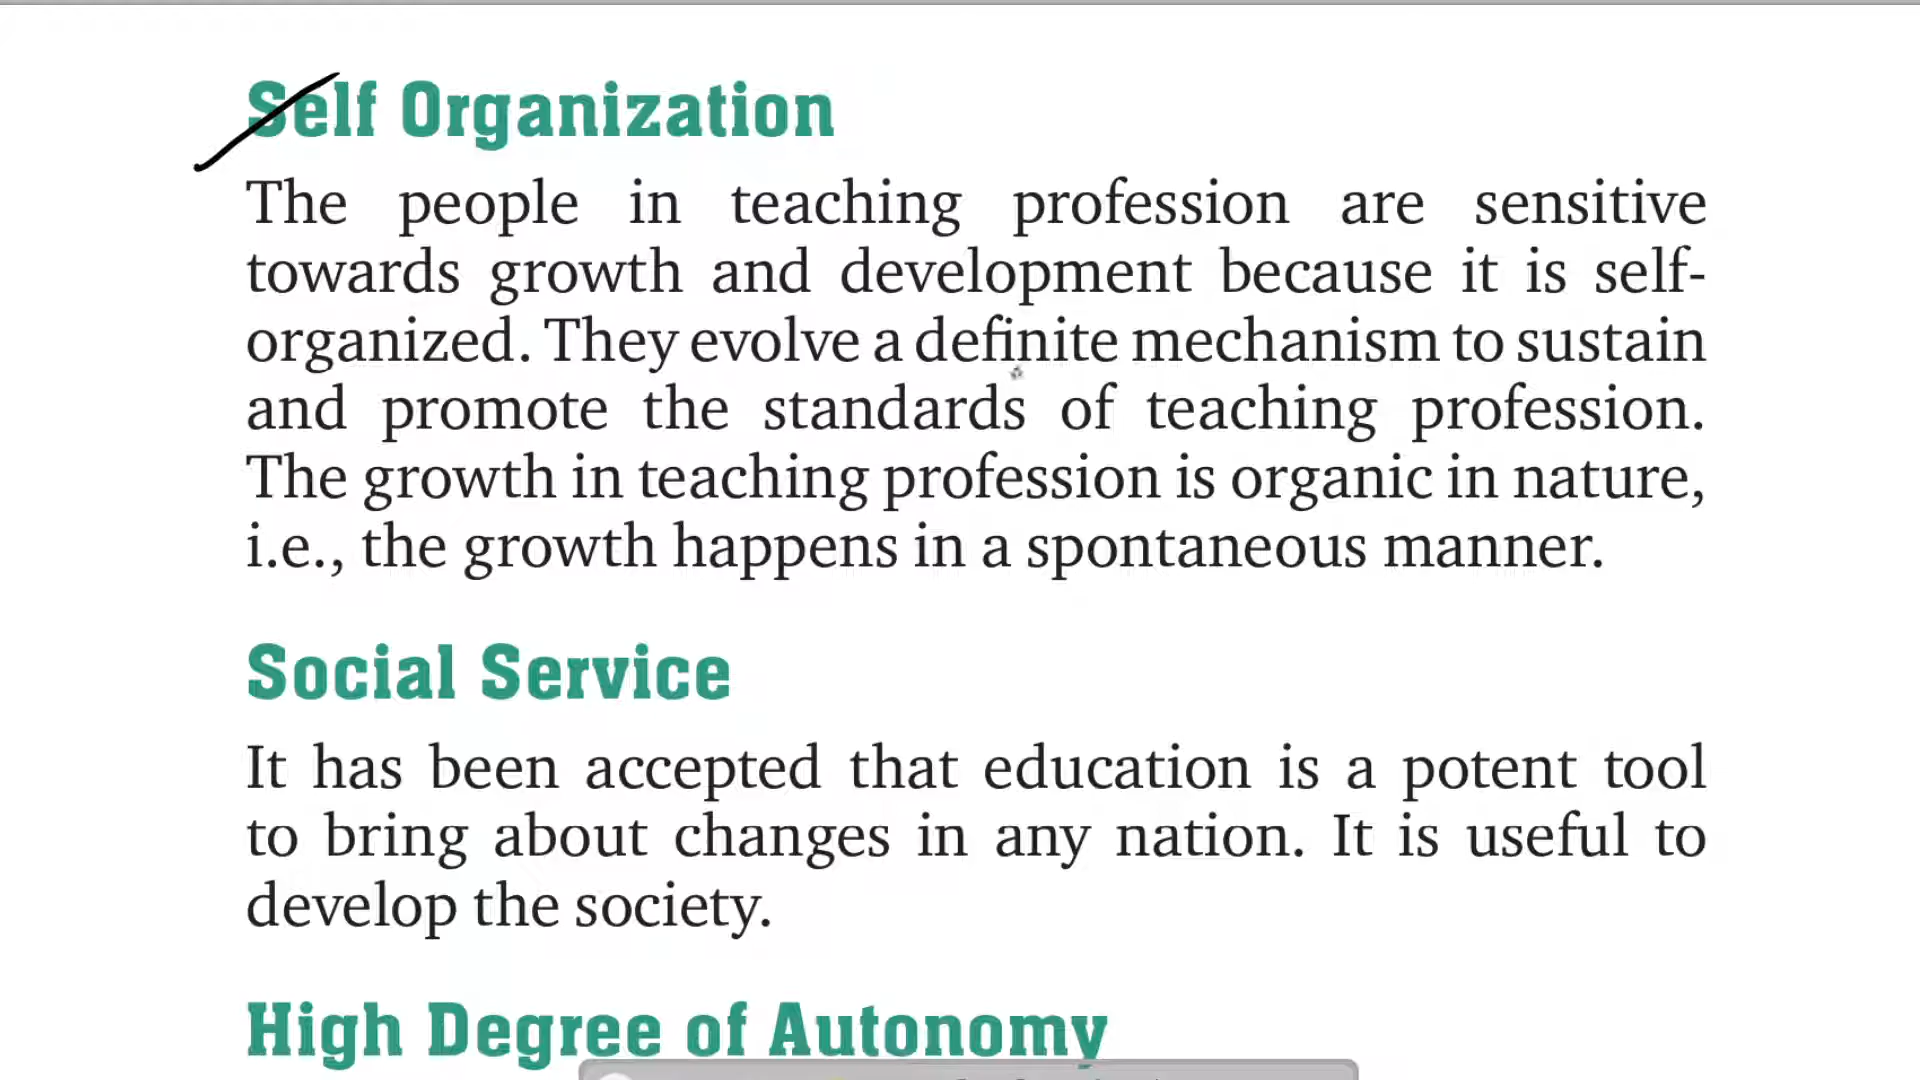 Self Organization
The people in teaching profession are sensitive
towards growth and development because it is self-
organized. They evolve a definite mechanism to sustain
and promote the standards of teaching profession.
The growth in teaching profession is organic in nature,
i.e., the growth happens in a spontaneous manner.
Social Service
It has been accepted that education is a potent tool
to bring about changes in any nation. It is useful to
develop the society.
High Degree of Autonomy